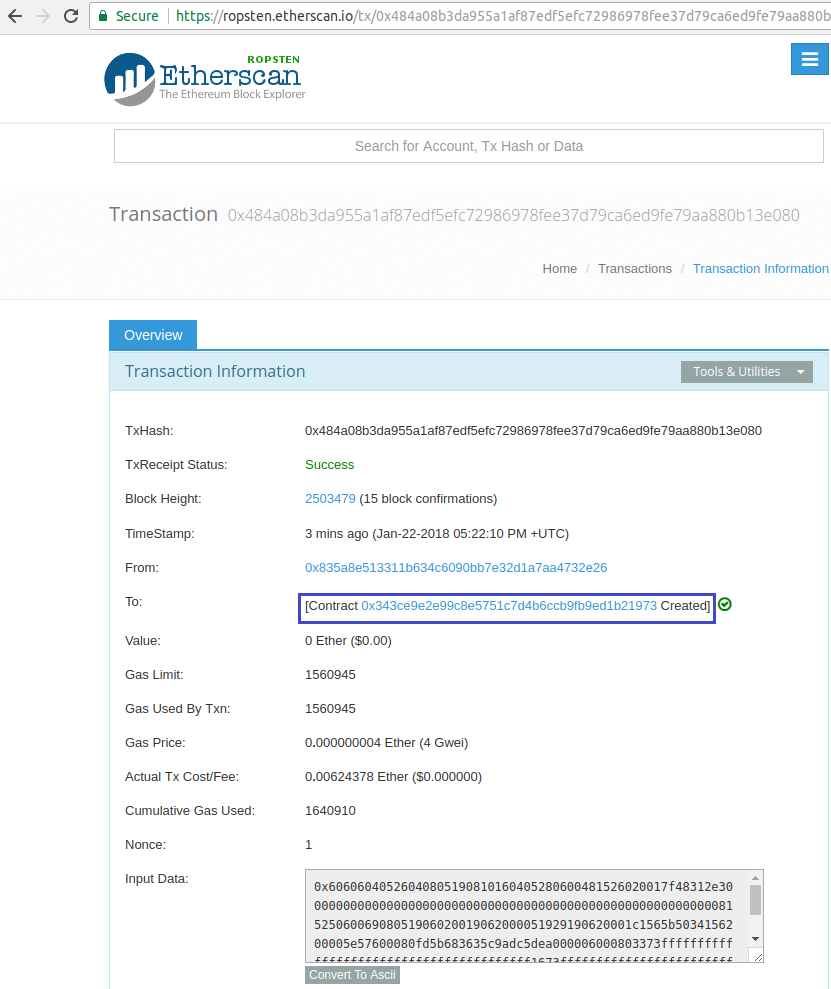 Secure https://ropsten.etherscan.io/tx/0x484a08b3da955a1af87edf5efc72986978fee37d79ca6ed9fe79aa880b
ROPSTEN
Etherscan
The Ethereum Block Explorer
Search for Account, Tx Hash or Data
Transaction 0x484a08b3da955a1af87edf5efc72986978fee37d79ca6ed9fe79aa880b13e080
Home / Transactions / Transaction Information
Overview
Transaction Information Tools & Utilities
TxHash: 0x484a08b3da955a1af87edf5efc72986978fee37d79ca6ed9fe79aa880b13e080
TxReceipt Status: Success
Block Height: 2503479 (15 block confirmations)
TimeStamp: 3 mins ago (Jan-22-2018 05:22:10 PM +UTC)
From: 0x835a8e513311b634c6090bb7e32d1a7aa4732e26
To: [Contract 0x343ce9e2e99c8e5751c7d4b6ccb9fb9ed1b21973 Created]
Value: 0 Ether ($0.00)
Gas Limit: 1560945
Gas Used By Txn: 1560945
Gas Price: 0.000000004 Ether (4 Gwei)
Actual Tx Cost/Fee: 0.00624378 Ether ($0.000000)
Cumulative Gas Used: 1640910
Nonce: 1
Input Data: 0x6060604052604080519081016040528060048152602001​7f48312e30
00000000000000000000000000000000000000000000000000000081
525060069080519060200190620000519291906200​01c1565b50341562
00005e57600080fd5b683635c9adc5dea000006000803373ffffffffff
Convert To Ascii